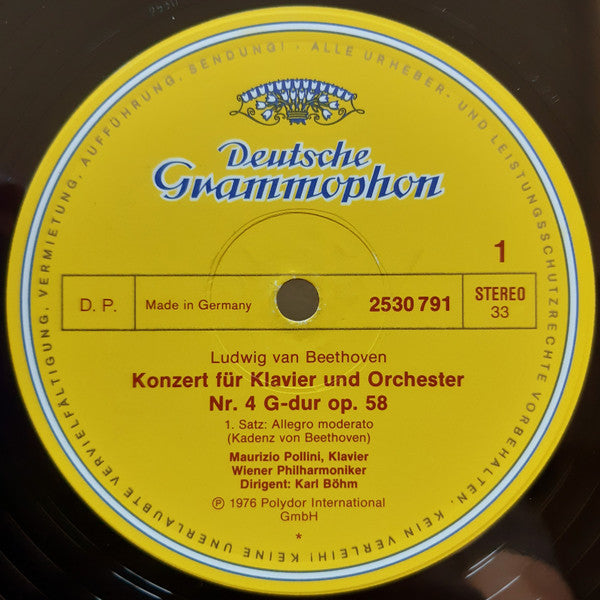 ALLE URHEBER- UND LEISTUNGSSCHUTZRECHTE VORBEHALTEN. KEIN VERLEIH! KEINE UNERLAUBTE VERVIELFÄLTIGUNG, VERMIETUNG, AUFFÜHRUNG, SENDUNG! ·
Deutsche
Grammophon
1
D. P.
Made in Germany
2530 791
STEREO
33
Ludwig van Beethoven
Konzert für Klavier und Orchester
Nr. 4 G-dur op. 58
1. Satz: Allegro moderato
(Kadenz von Beethoven)
Maurizio Pollini, Klavier
Wiener Philharmoniker
Dirigent: Karl Böhm
Ⓟ 1976 Polydor International
GmbH
*